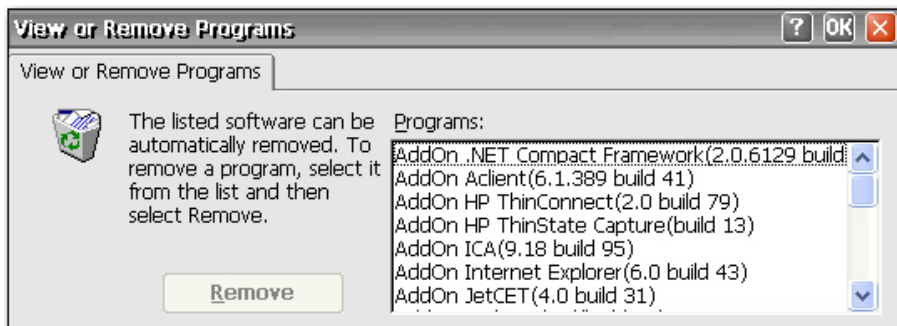 View or Remove Programs
? OK
View or Remove Programs
The listed software can be
automatically removed. To
remove a program, select it
from the list and then
select Remove.
Remove
Programs:
AddOn .NET Compact Framework(2.0.6129 build
AddOn Aclient(6.1.389 build 41)
AddOn HP ThinConnect(2.0 build 79)
AddOn HP ThinState Capture(build 13)
AddOn ICA(9.18 build 95)
AddOn Internet Explorer(6.0 build 43)
AddOn JetCET(4.0 build 31)